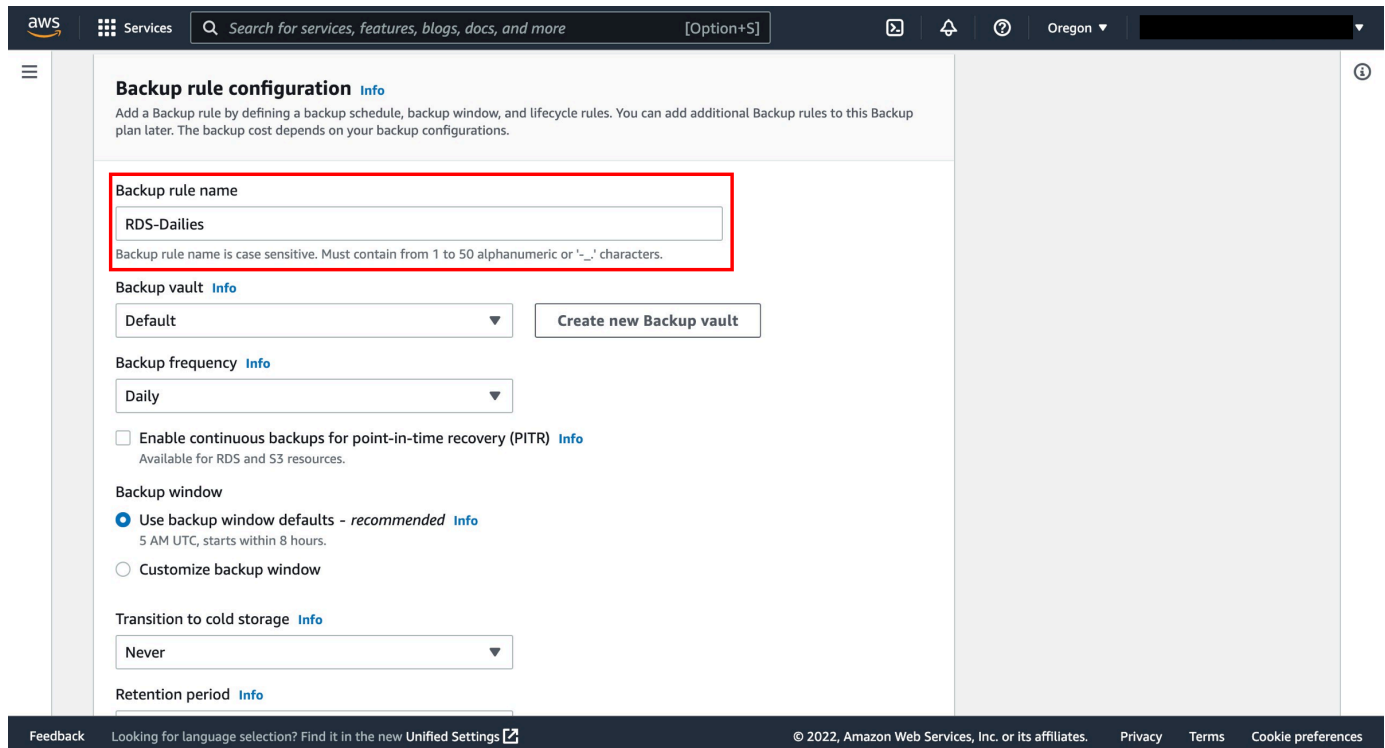 aws
Services
Search for services, features, blogs, docs, and more
[Option+S]
Oregon
Backup rule configuration Info
Add a Backup rule by defining a backup schedule, backup window, and lifecycle rules. You can add additional Backup rules to this Backup
plan later. The backup cost depends on your backup configurations.
Backup rule name
RDS-Dailies
Backup rule name is case sensitive. Must contain from 1 to 50 alphanumeric or '-_.' characters.
Backup vault Info
Default
Create new Backup vault
Backup frequency Info
Daily
Enable continuous backups for point-in-time recovery (PITR) Info
Available for RDS and S3 resources.
Backup window
Use backup window defaults - recommended Info
5 AM UTC, starts within 8 hours.
Customize backup window
Transition to cold storage Info
Never
Retention period Info
Feedback
Looking for language selection? Find it in the new Unified Settings
© 2022, Amazon Web Services, Inc. or its affiliates.
Privacy
Terms
Cookie preferences